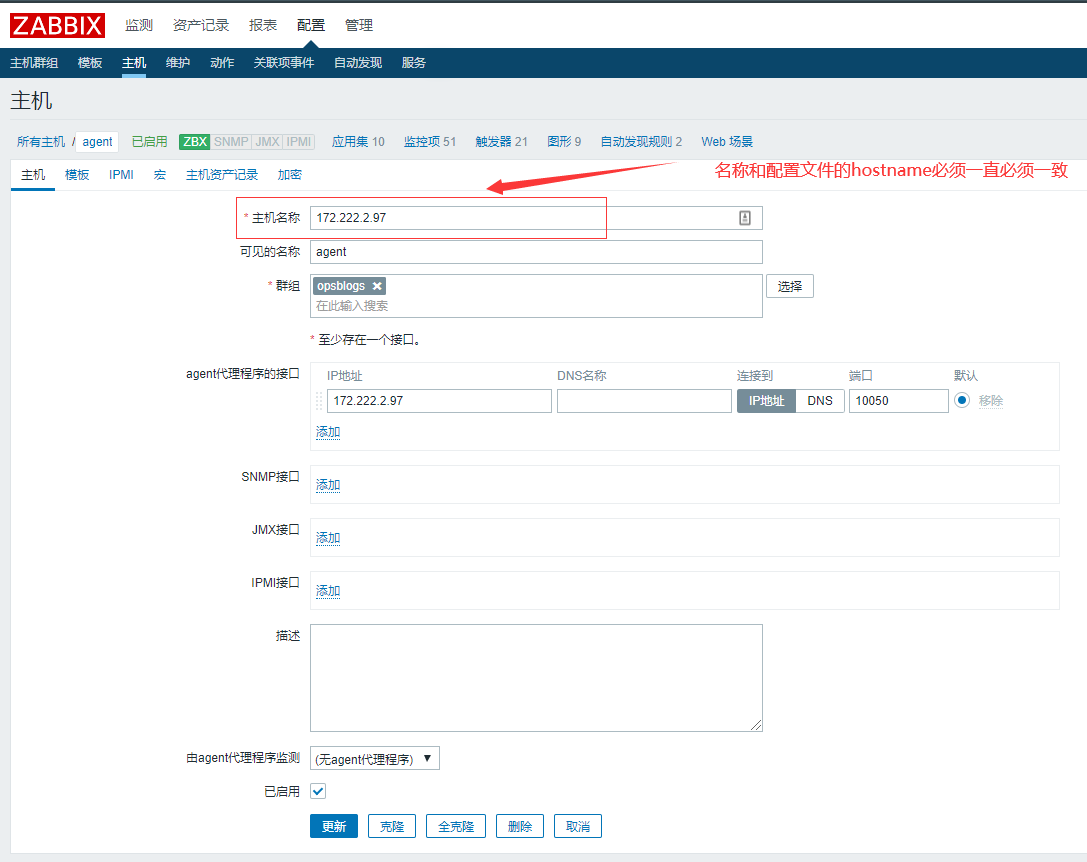 ZABBIX 监测 资产记录 报表 配置 管理
主机群组 模板 主机 维护 动作 关联项事件 自动发现 服务
主机
所有主机 / agent 已启用 ZBX SNMP JMX IPMI 应用集 10 监控项 51 触发器 21 图形 9 自动发现规则 2 Web 场景
主机 模板 IPMI 宏 主机资产记录 加密
名称和配置文件的hostname必须一直必须一致
* 主机名称 172.222.2.97
可见的名称 agent
* 群组 opsblogs ✖ 选择
在此输入搜索
* 至少存在一个接口。
agent代理程序的接口 IP地址 DNS名称 连接到 端口 默认
172.222.2.97 IP地址 DNS 10050 移除
添加
SNMP接口 添加
JMX接口 添加
IPMI接口 添加
描述
由agent代理程序监测 (无agent代理程序) ▼
已启用
更新 克隆 全克隆 删除 取消